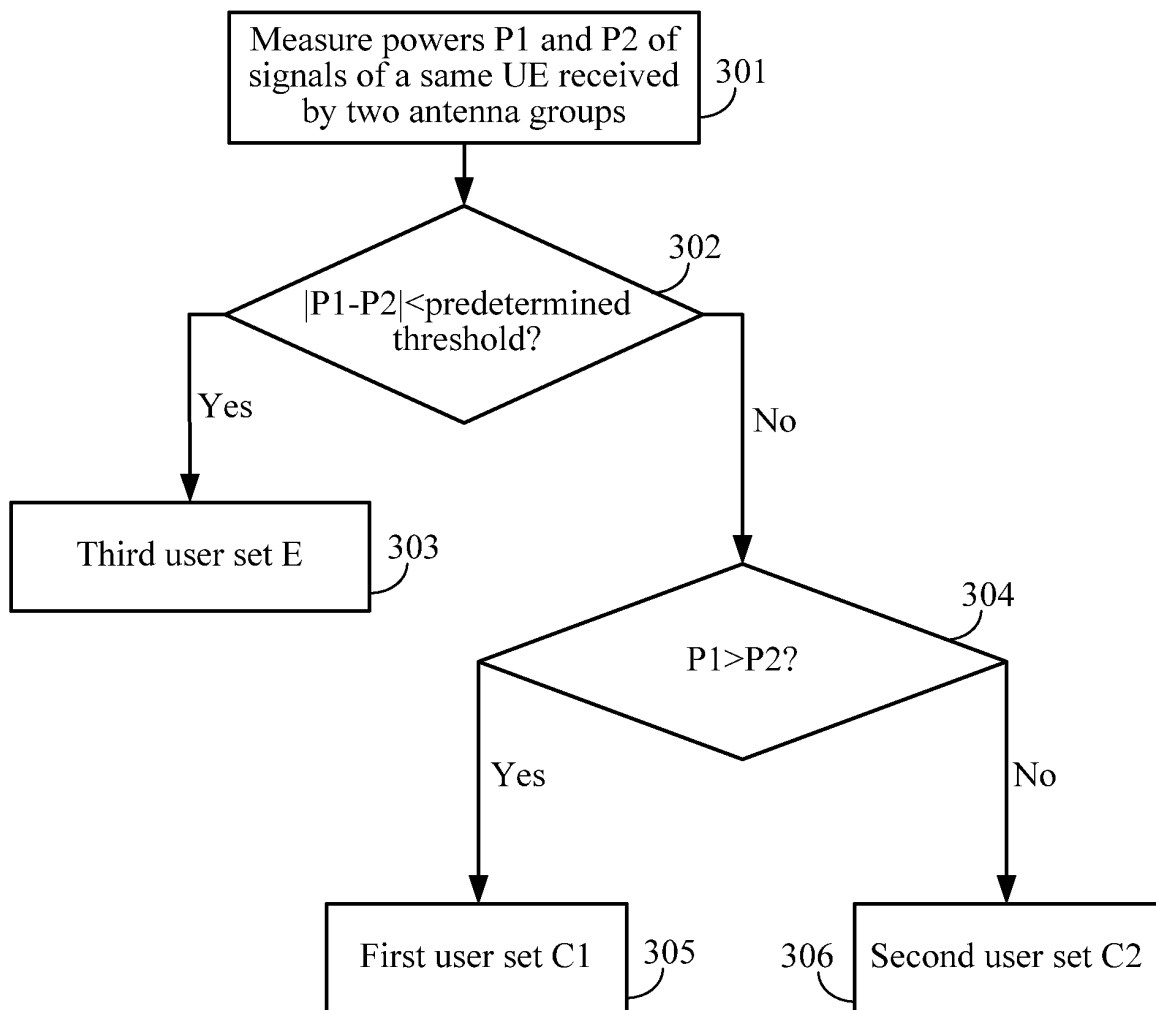 Measure powers P1 and P2 of
signals of a same UE received
by two antenna groups
301
302
|P1-P2|<predetermined
threshold?
Yes
No
Third user set E
303
304
P1>P2?
Yes
No
First user set C1
305
306
Second user set C2